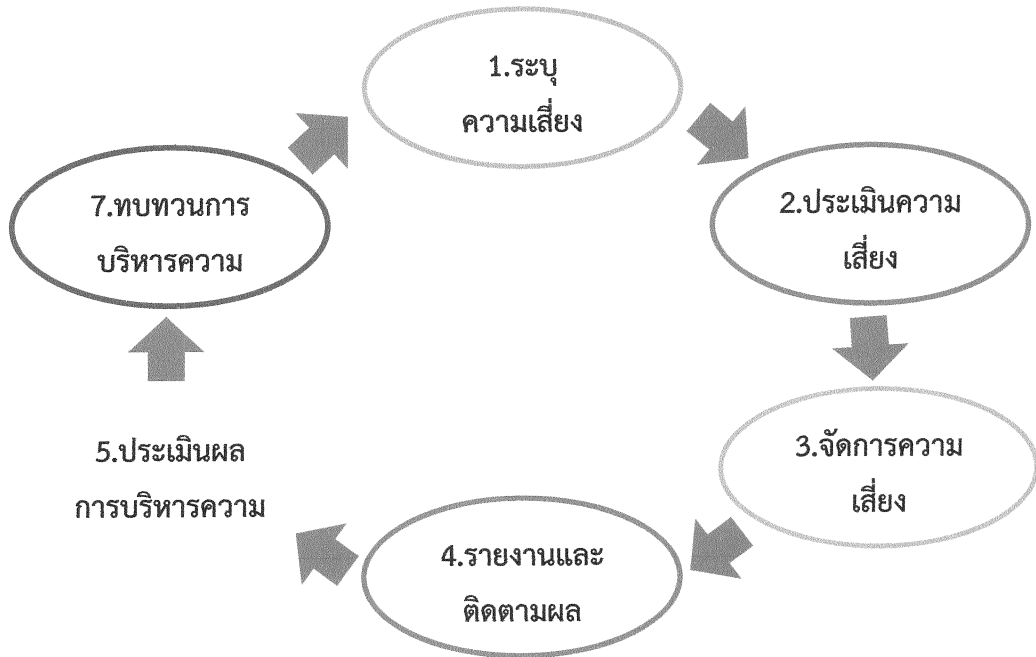 1.ระบุ
ความเสี่ยง
2.ประเมินความ
เสี่ยง
3.จัดการความ
เสี่ยง
4.รายงานและ
ติดตามผล
5.ประเมินผล
การบริหารความ
7.ทบทวนการ
บริหารความ